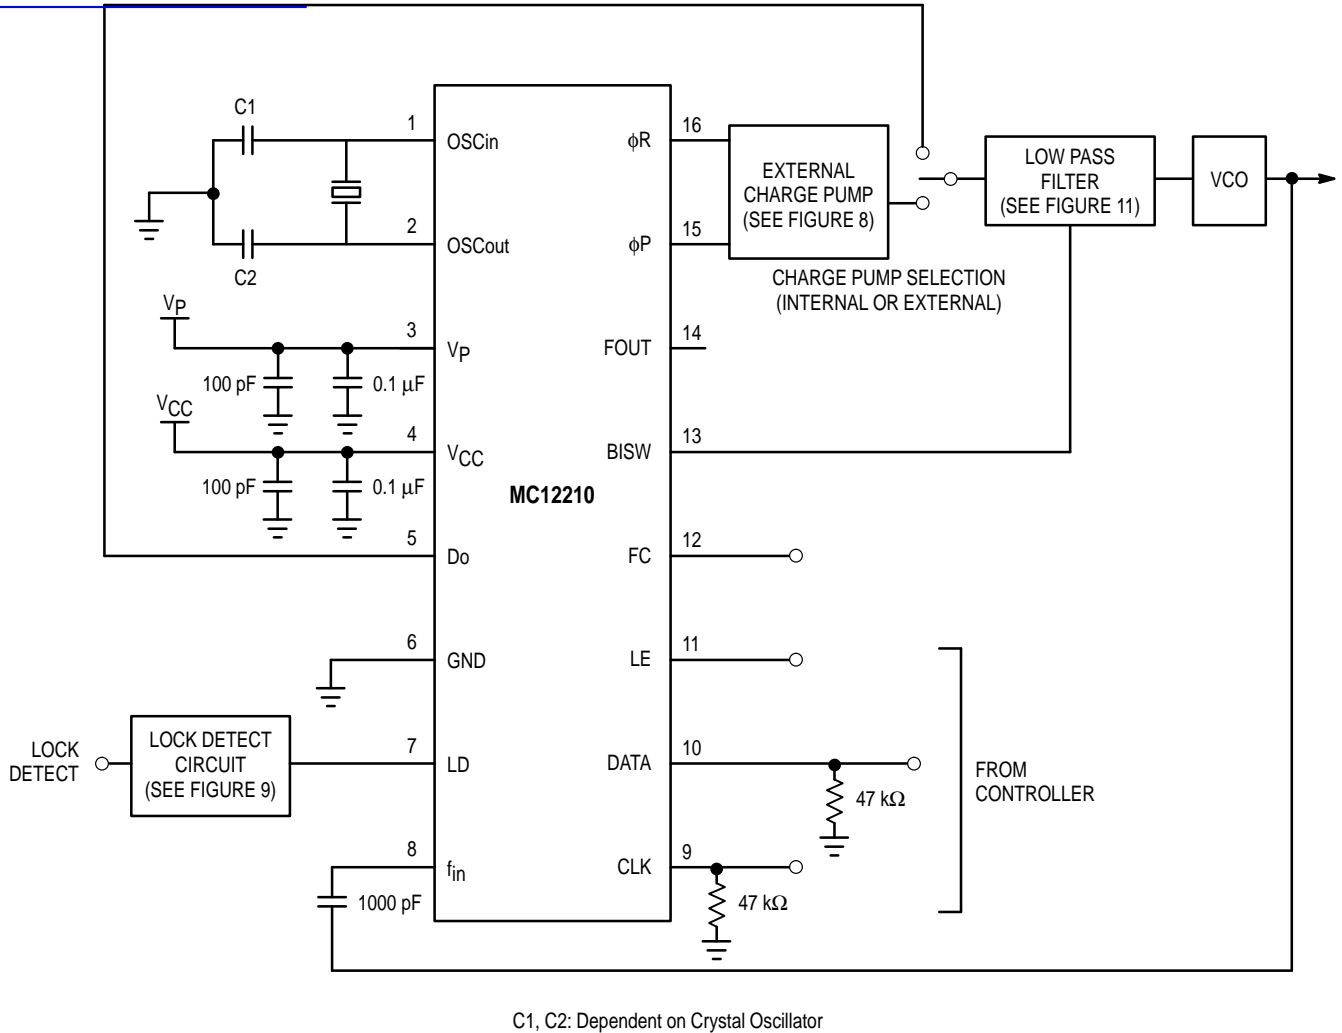 C1
1
OSCin
2
OSCout
C2
VP
3
VP
100 pF
0.1 μF
VCC
4
VCC
100 pF
0.1 μF
5
Do
6
GND
LOCK
DETECT
LOCK DETECT
CIRCUIT
(SEE FIGURE 9)
7
LD
8
fin
1000 pF
MC12210
16
ϕR
15
ϕP
EXTERNAL
CHARGE PUMP
(SEE FIGURE 8)
CHARGE PUMP SELECTION
(INTERNAL OR EXTERNAL)
LOW PASS
FILTER
(SEE FIGURE 11)
VCO
14
FOUT
13
BISW
12
FC
11
LE
10
DATA
47 kΩ
9
CLK
47 kΩ
FROM
CONTROLLER
C1, C2: Dependent on Crystal Oscillator